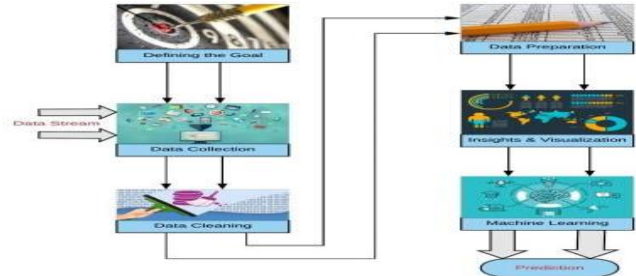 Defining the Goal
Data Stream
Data Collection
Data Cleaning
Data Preparation
Insights & Visualization
Machine Learning
Prediction